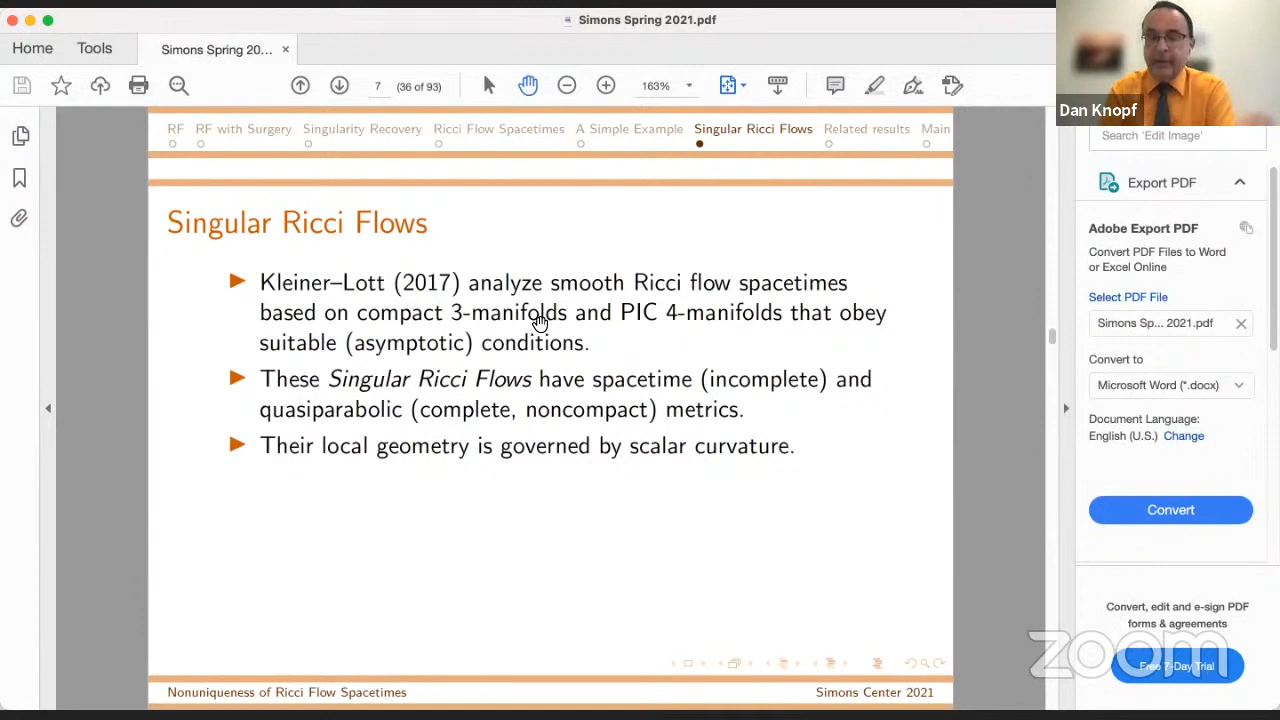 Simons Spring 2021.pdf
Home
Tools
Simons Spring 20...
7
(36 of 93)
163%
Dan Knopf
Search 'Edit Image'
RF RF with Surgery Singularity Recovery Ricci Flow Spacetimes A Simple Example Singular Ricci Flows Related results Main
Singular Ricci Flows
Kleiner–Lott (2017) analyze smooth Ricci flow spacetimes
based on compact 3-manifolds and PIC 4-manifolds that obey
suitable (asymptotic) conditions.
These Singular Ricci Flows have spacetime (incomplete) and
quasiparabolic (complete, noncompact) metrics.
Their local geometry is governed by scalar curvature.
Nonuniqueness of Ricci Flow Spacetimes
Simons Center 2021
Export PDF
Adobe Export PDF
Convert PDF Files to Word
or Excel Online
Select PDF File
Simons Sp... 2021.pdf
Convert to
Microsoft Word (*.docx)
Document Language:
English (U.S.) Change
Convert
Convert, edit and e-sign PDF
forms & agreements
Free 7-Day Trial
zoom